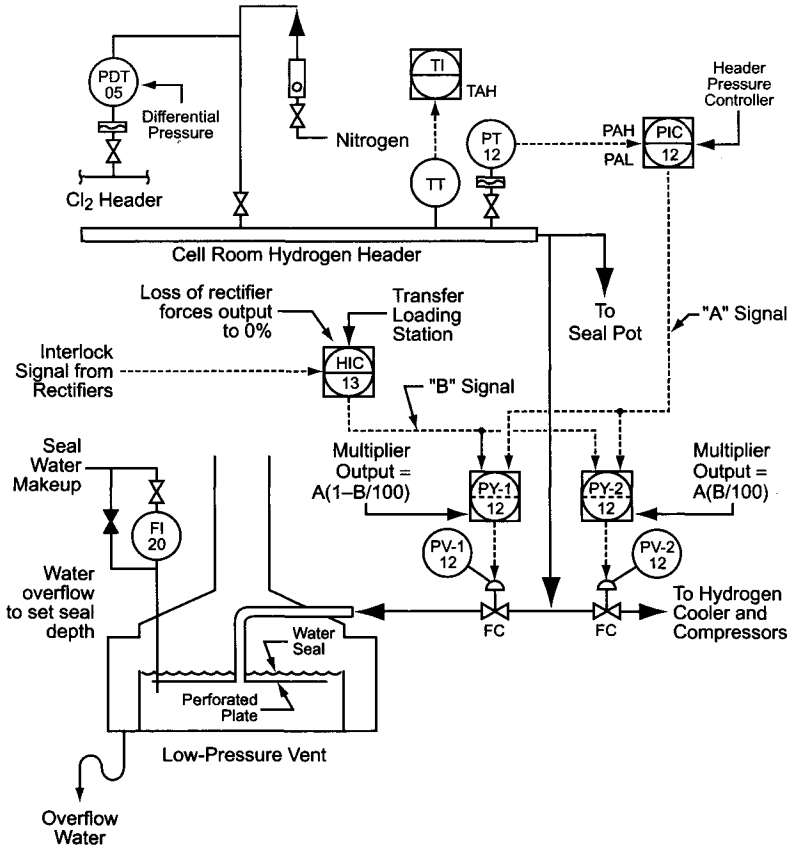 PDT
05
Differential
Pressure
Cl₂ Header
Nitrogen
TI
TAH
TT
PT
12
PAH
PAL
PIC
12
Header
Pressure
Controller
Cell Room Hydrogen Header
To
Seal Pot
"A" Signal
Loss of rectifier
forces output
to 0%
Transfer
Loading
Station
Interlock
Signal from
Rectifiers
HIC
13
"B" Signal
Seal
Water
Makeup
FI
20
Multiplier
Output =
A(1–B/100)
PY-1
12
PY-2
12
Multiplier
Output =
A(B/100)
PV-1
12
PV-2
12
Water
overflow
to set seal
depth
FC
FC
To Hydrogen
Cooler and
Compressors
Water
Seal
Perforated
Plate
Low-Pressure Vent
Overflow
Water